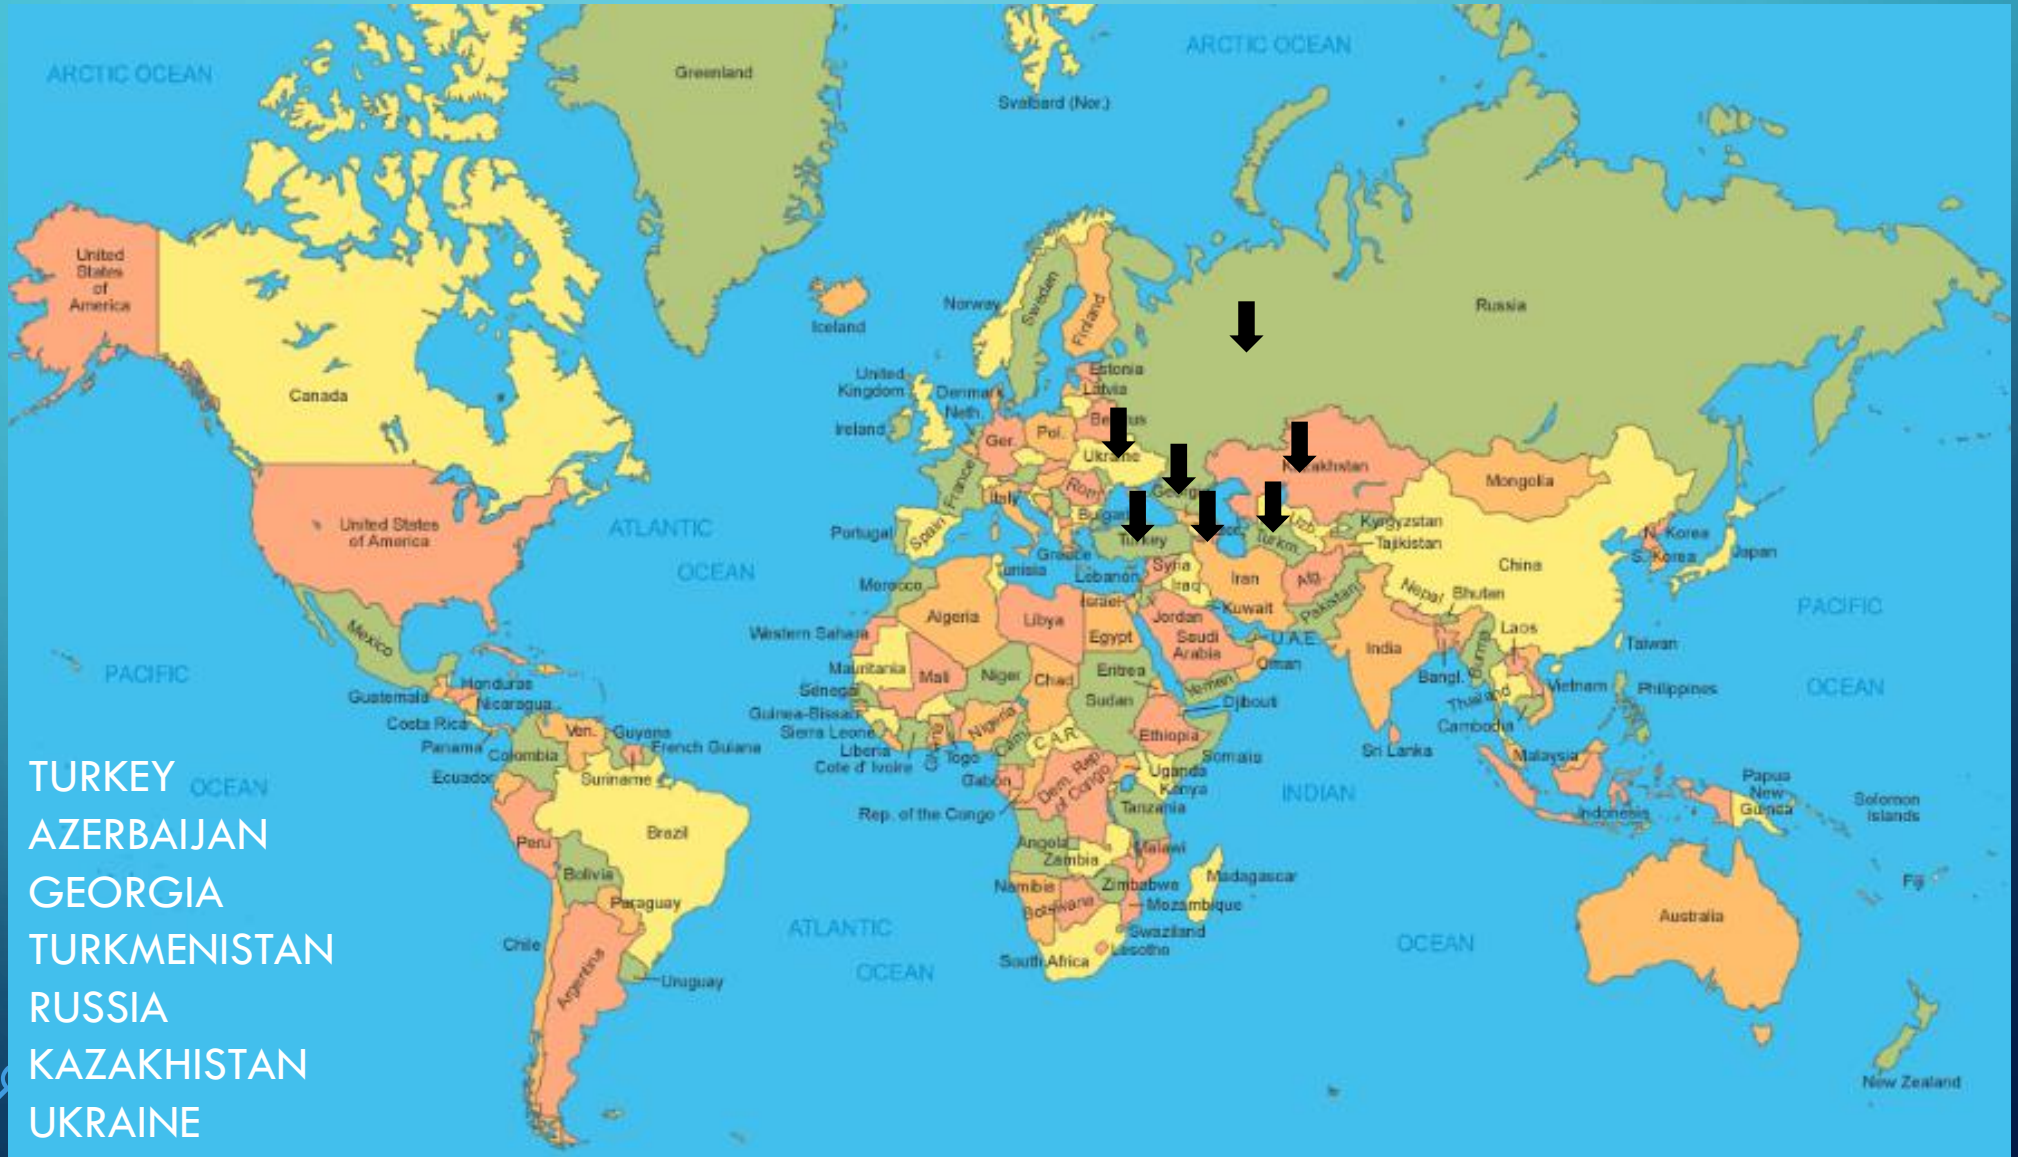 ARCTIC OCEAN
ARCTIC OCEAN
Greenland
Svalbard (Nor.)
United
States
of
America
Canada
Iceland
Norway
Sweden
Finland
Russia
Estonia
Latvia
United
Kingdom
Denmark
Neth.
Ireland
Ger.
Pol.
Ukraine
Kazakhstan
Mongolia
France
Italy
Rom.
Portugal
Spain
Greece
Turkey
Uzb.
Turkm.
Kyrgyzstan
Tajikistan
China
N. Korea
S. Korea
Japan
United States
of America
ATLANTIC
OCEAN
Morocco
Tunisia
Lebanon
Syria
Iraq
Iran
Afg.
Pakistan
Nepal
Bhutan
Israel
Jordan
Kuwait
Algeria
Libya
Egypt
Saudi
Arabia
U.A.E.
Oman
India
Laos
Burma
Taiwan
PACIFIC
OCEAN
Mexico
PACIFIC
OCEAN
Western Sahara
Mauritania
Mali
Niger
Chad
Eritrea
Sudan
Yemen
Djibouti
Bangl.
Thailand
Vietnam
Cambodia
Philippines
Guatemala
Honduras
Nicaragua
Costa Rica
Panama
Senegal
Guinea-Bissau
Sierra Leone
Liberia
Cote d' Ivoire
Togo
Nigeria
Cam.
C.A.R.
Ethiopia
Somalia
Sri Lanka
Malaysia
Ven.
Guyana
French Guiana
Colombia
Suriname
Ecuador
Gabon
Rep. of the Congo
Dem. Rep.
of Congo
Uganda
Kenya
Tanzania
INDIAN
OCEAN
Indonesia
Papua
New
Guinea
Solomon
Islands
Brazil
Peru
Bolivia
Paraguay
Chile
Argentina
Uruguay
Angola
Zambia
Malawi
Namibia
Botswana
Zimbabwe
Mozambique
Madagascar
Swaziland
Lesotho
South Africa
ATLANTIC
OCEAN
Fiji
Australia
New Zealand
TURKEY
AZERBAIJAN
GEORGIA
TURKMENISTAN
RUSSIA
KAZAKHISTAN
UKRAINE